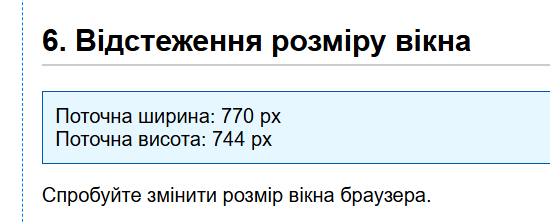 6. Відстеження розміру вікна
Поточна ширина: 770 px
Поточна висота: 744 px
Спробуйте змінити розмір вікна браузера.